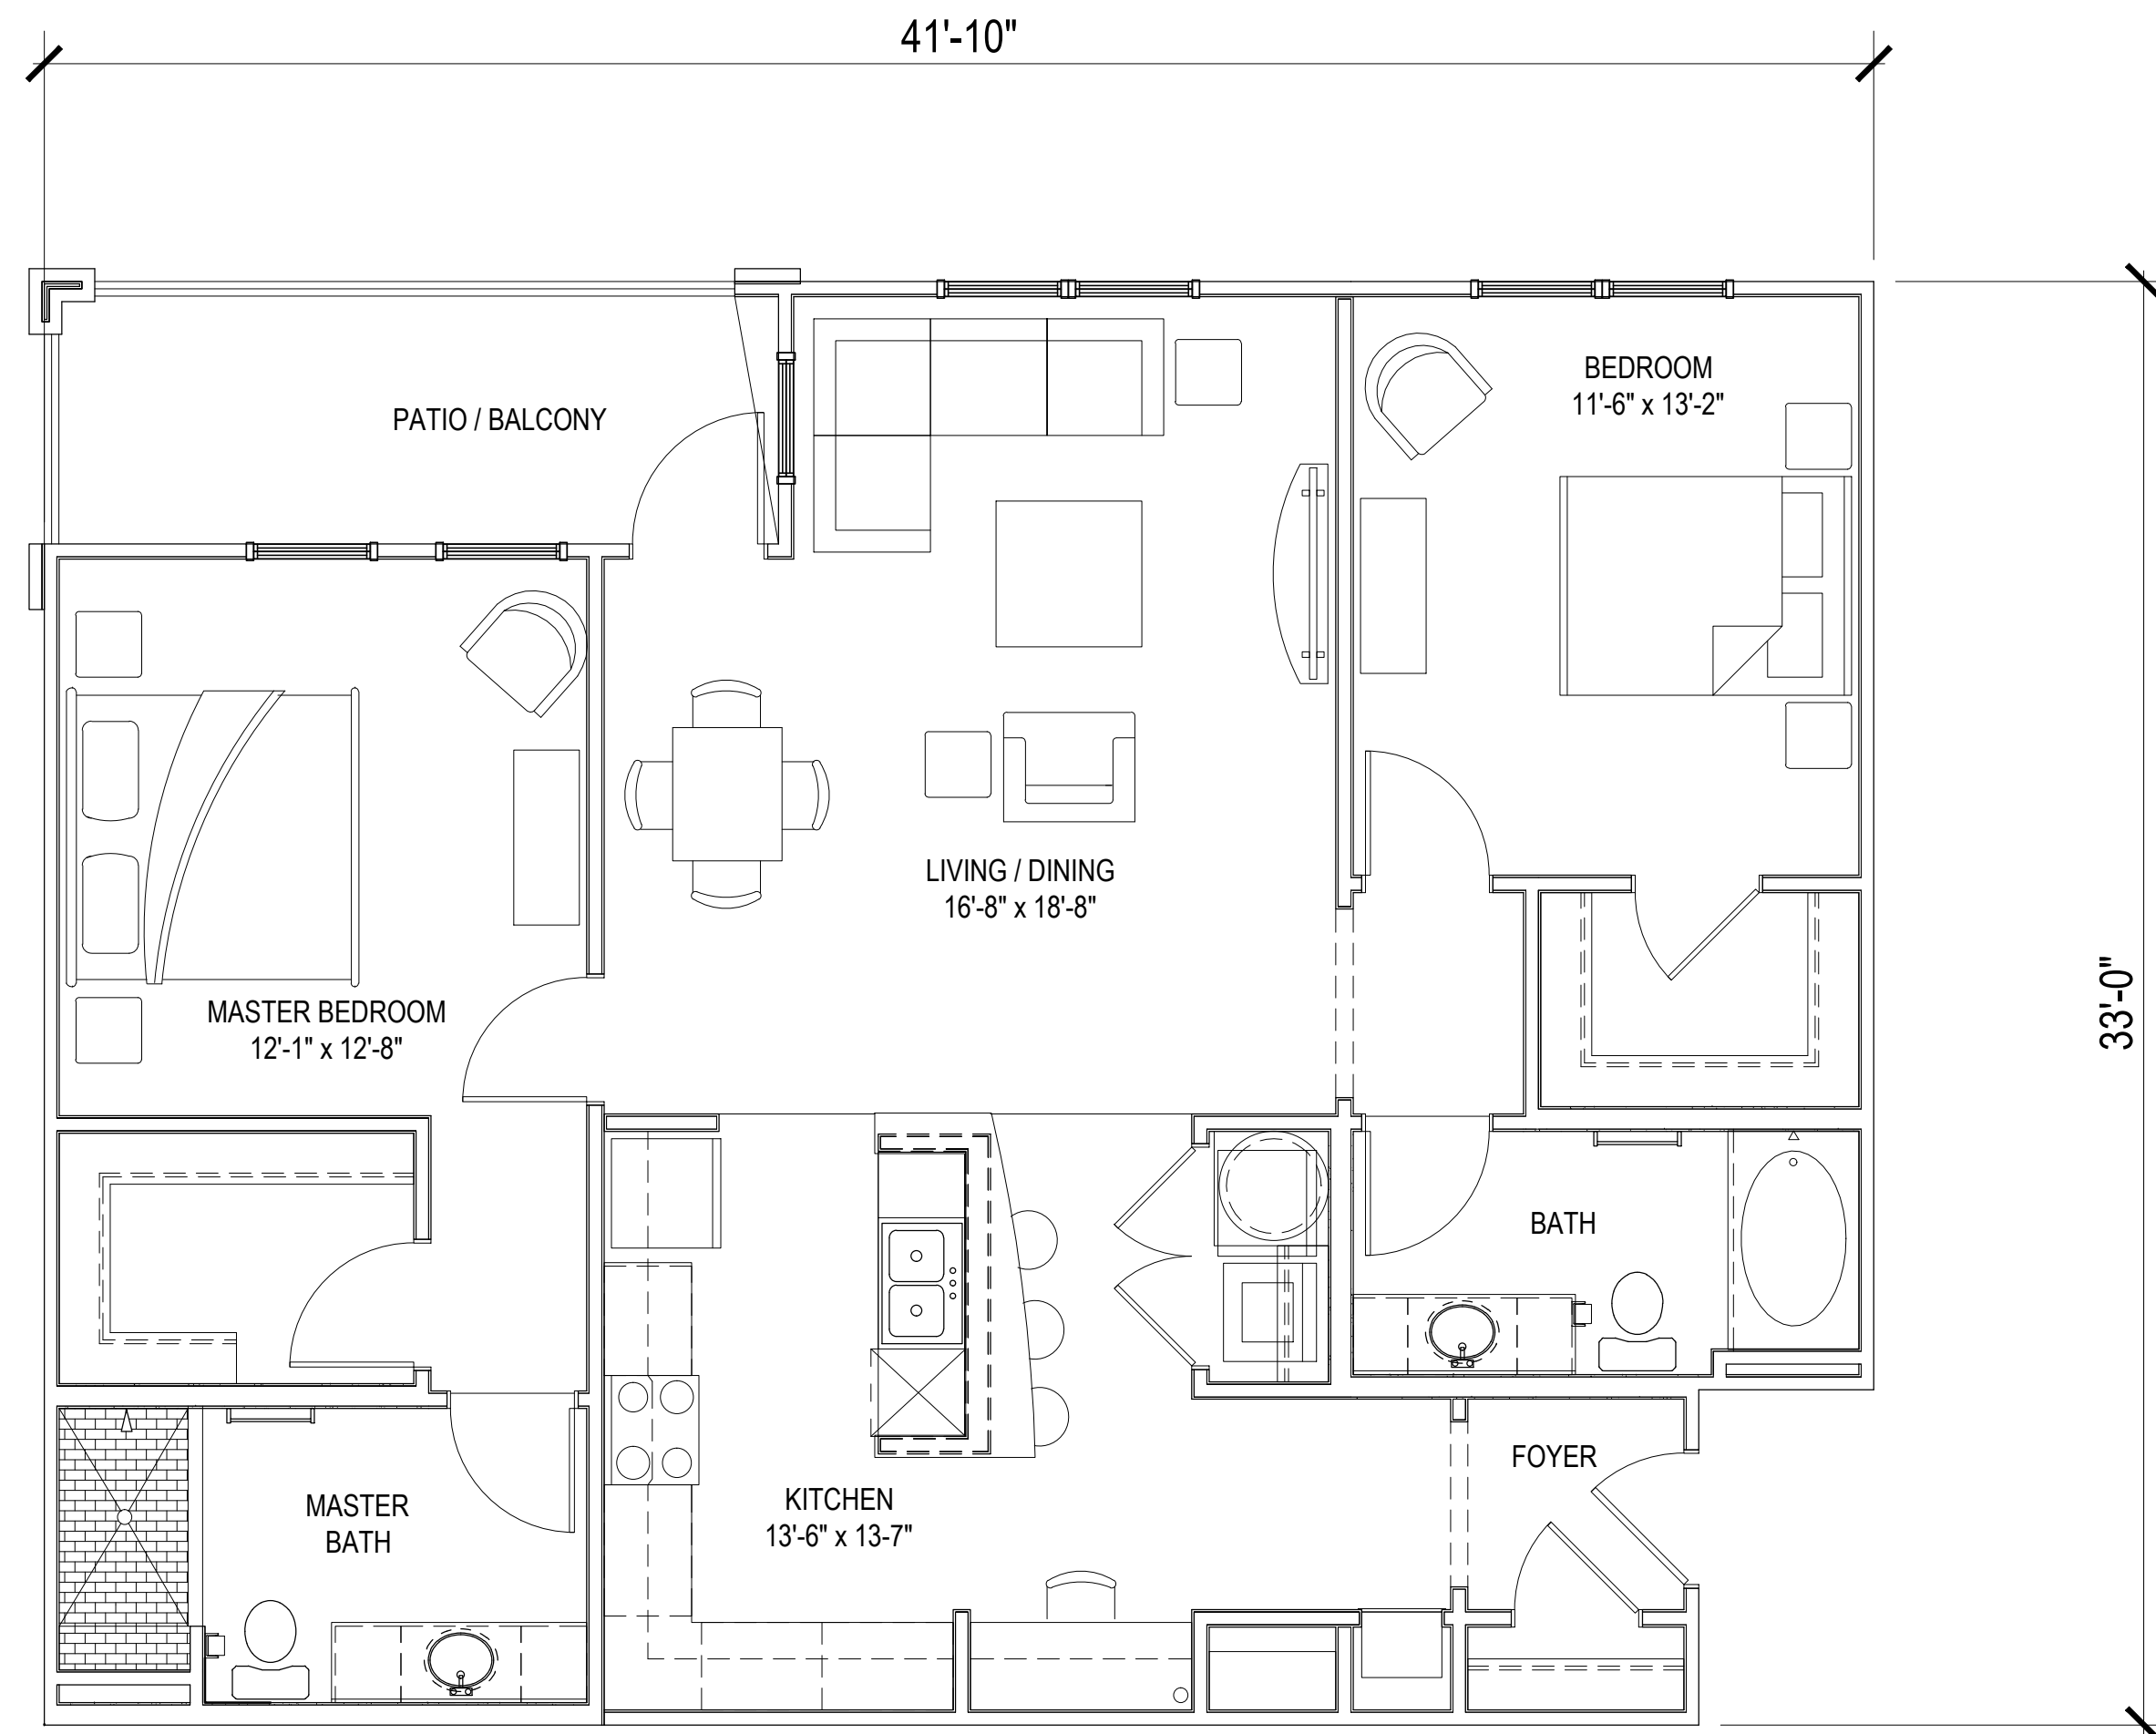 41'-10"
PATIO / BALCONY
BEDROOM
11'-6" x 13'-2"
LIVING / DINING
16'-8" x 18'-8"
MASTER BEDROOM
12'-1" x 12'-8"
33'-0"
BATH
FOYER
KITCHEN
13'-6" x 13-7"
MASTER
BATH